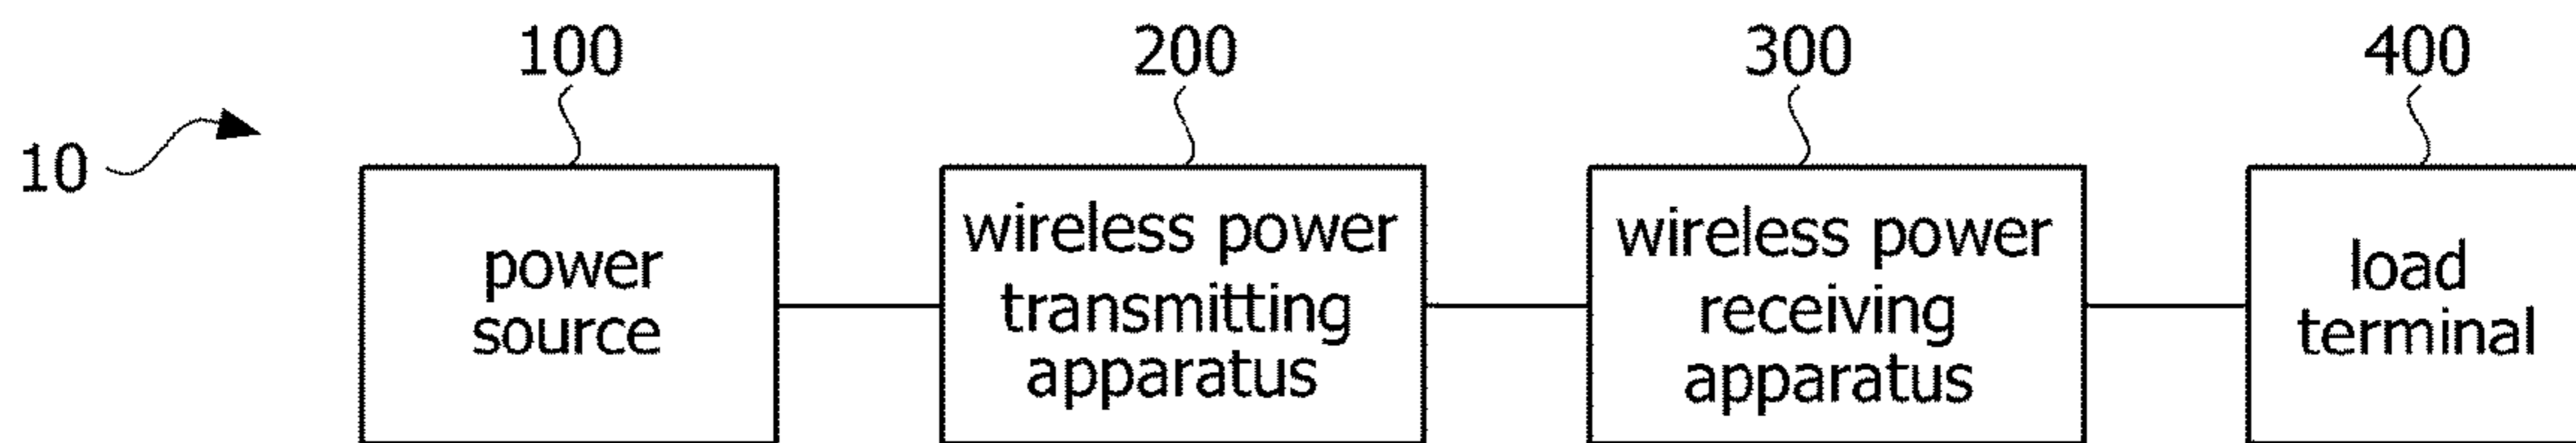 100
200
300
400
10
power
source
wireless power
transmitting
apparatus
wireless power
receiving
apparatus
load
terminal